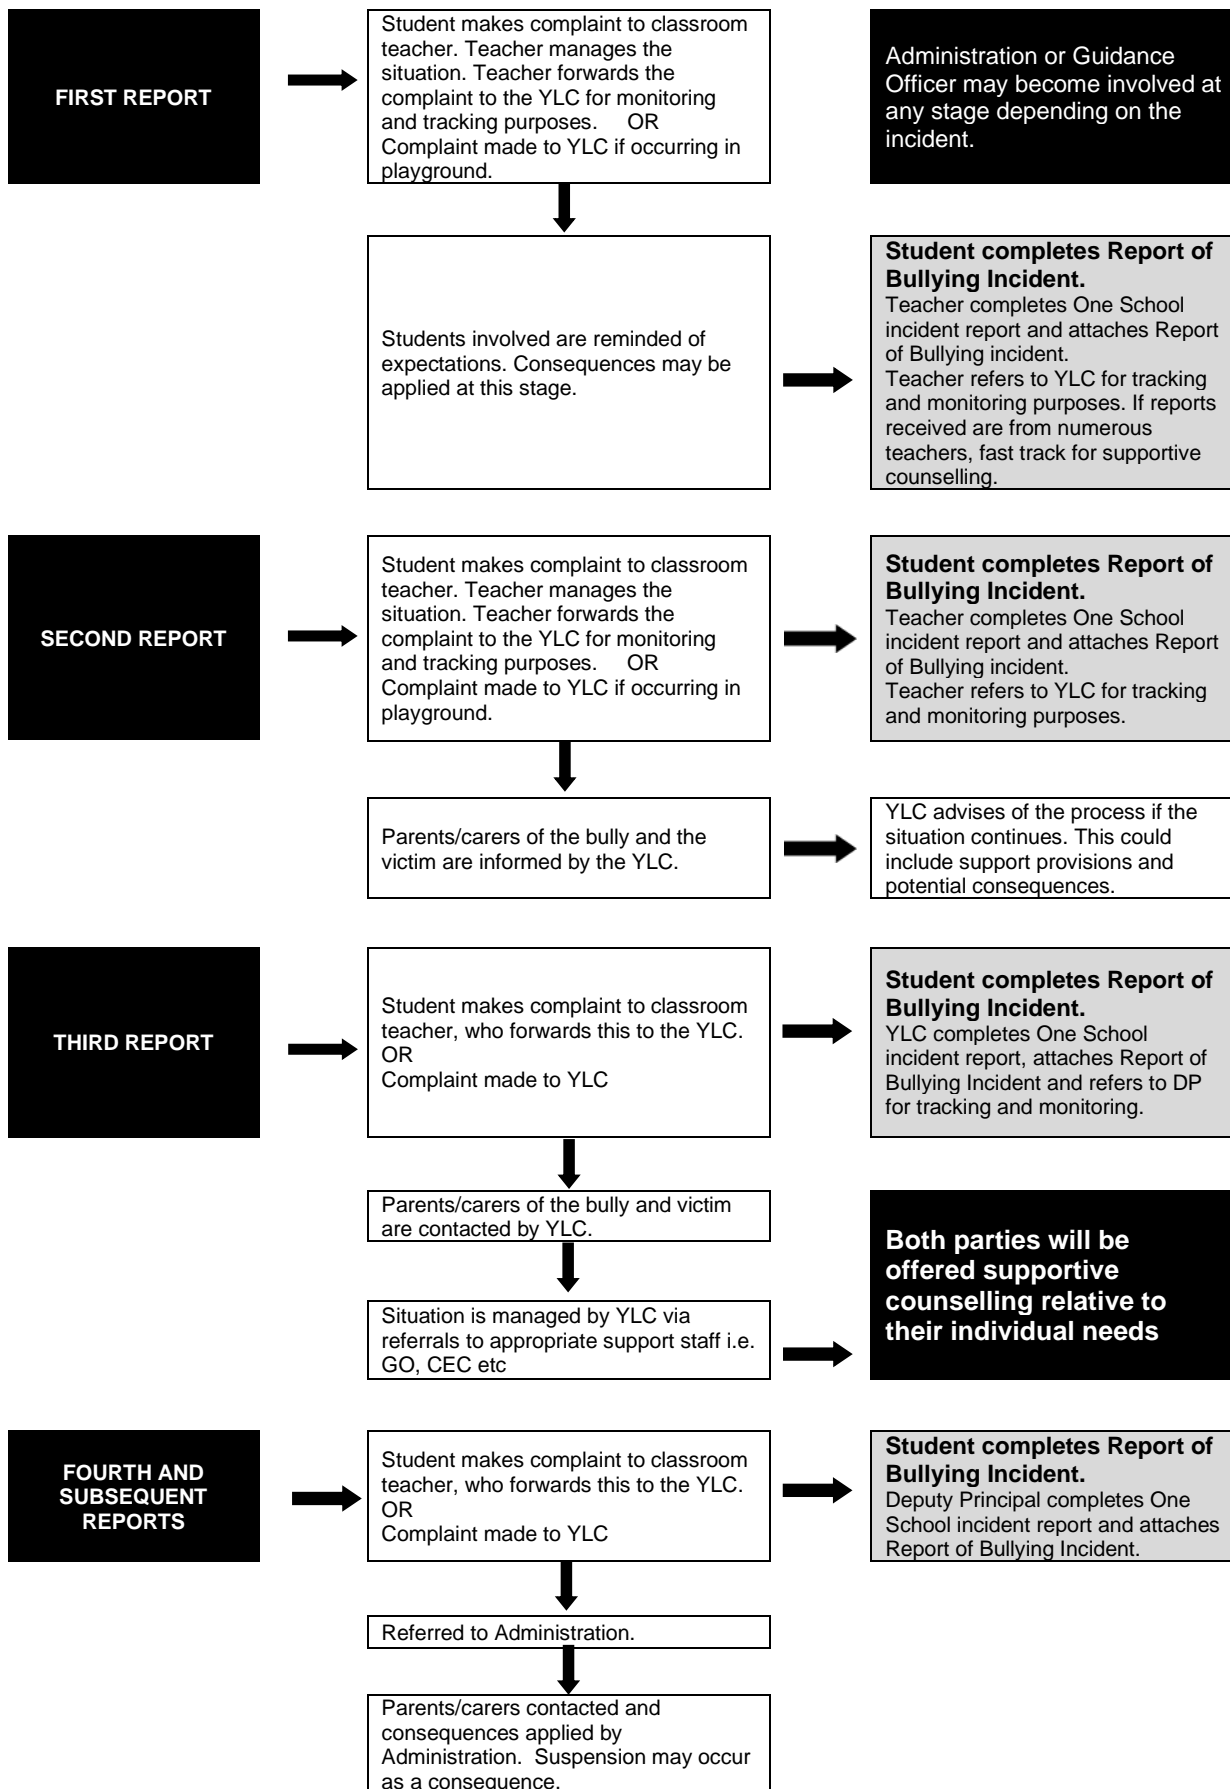 FIRST REPORT
Student makes complaint to classroom
teacher. Teacher manages the
situation. Teacher forwards the
complaint to the YLC for monitoring
and tracking purposes. OR
Complaint made to YLC if occurring in
playground.
Administration or Guidance
Officer may become involved at
any stage depending on the
incident.
Students involved are reminded of
expectations. Consequences may be
applied at this stage.
Student completes Report of
Bullying Incident.
Teacher completes One School
incident report and attaches Report
of Bullying incident.
Teacher refers to YLC for tracking
and monitoring purposes. If reports
received are from numerous
teachers, fast track for supportive
counselling.
SECOND REPORT
Student makes complaint to classroom
teacher. Teacher manages the
situation. Teacher forwards the
complaint to the YLC for monitoring
and tracking purposes. OR
Complaint made to YLC if occurring in
playground.
Student completes Report of
Bullying Incident.
Teacher completes One School
incident report and attaches Report
of Bullying incident.
Teacher refers to YLC for tracking
and monitoring purposes.
Parents/carers of the bully and the
victim are informed by the YLC.
YLC advises of the process if the
situation continues. This could
include support provisions and
potential consequences.
THIRD REPORT
Student makes complaint to classroom
teacher, who forwards this to the YLC.
OR
Complaint made to YLC
Student completes Report of
Bullying Incident.
YLC completes One School
incident report, attaches Report of
Bullying Incident and refers to DP
for tracking and monitoring.
Parents/carers of the bully and victim
are contacted by YLC.
Situation is managed by YLC via
referrals to appropriate support staff i.e.
GO, CEC etc
Both parties will be
offered supportive
counselling relative to
their individual needs
FOURTH AND
SUBSEQUENT
REPORTS
Student makes complaint to classroom
teacher, who forwards this to the YLC.
OR
Complaint made to YLC
Student completes Report of
Bullying Incident.
Deputy Principal completes One
School incident report and attaches
Report of Bullying Incident.
Referred to Administration.
Parents/carers contacted and
consequences applied by
Administration. Suspension may occur
as a consequence.